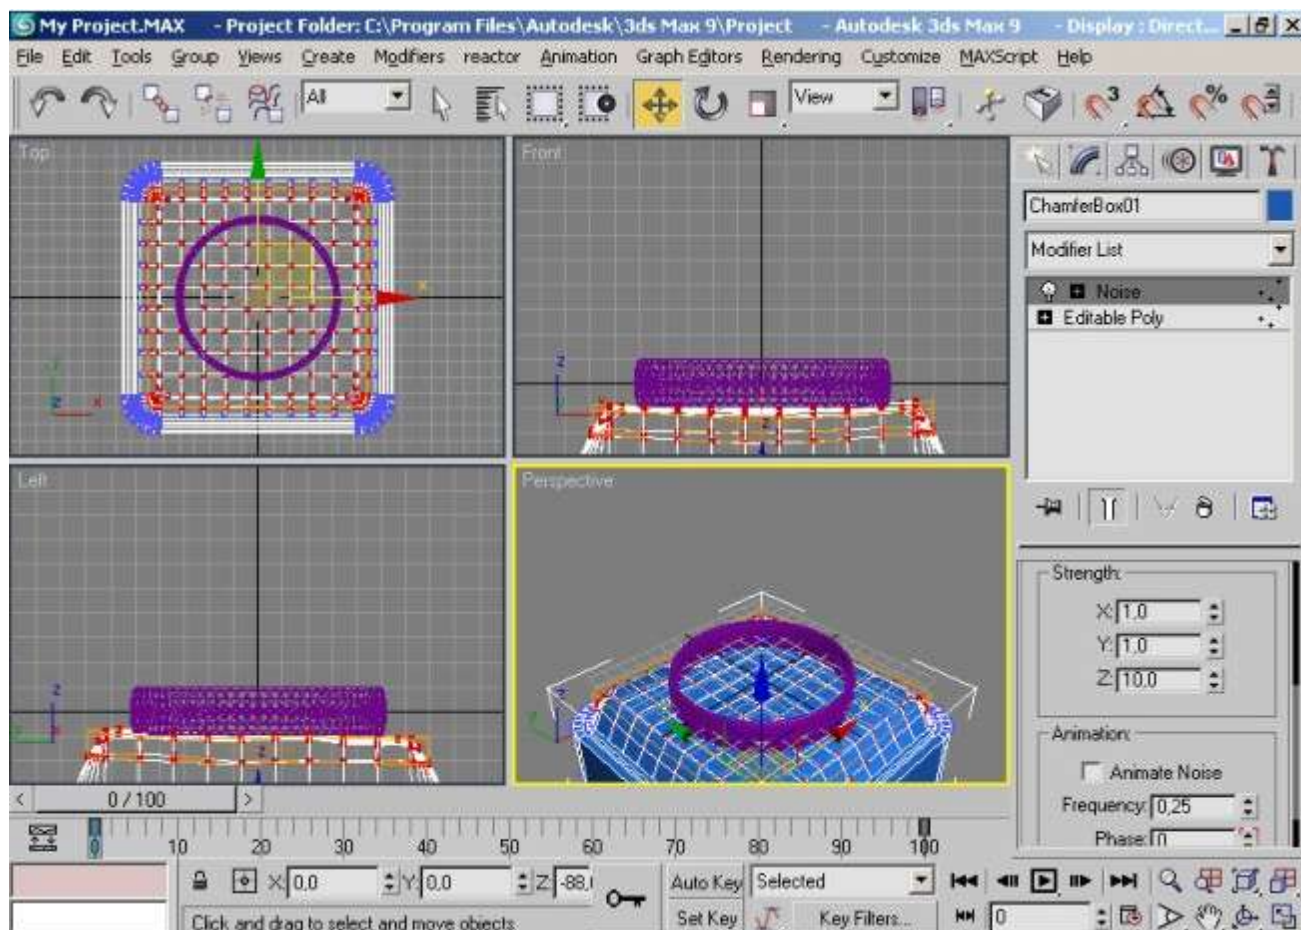 My Project.MAX - Project Folder: C:\Program Files\Autodesk\3ds Max 9\Project - Autodesk 3ds Max 9 - Display : Direct...
File Edit Tools Group Views Create Modifiers reactor Animation Graph Editors Rendering Customize MAXScript Help
All View 3 %
Top Front
ChamferBox01
Modifier List
Noise
Editable Poly
Left Perspective
Strength:
X: 1,0
Y: 1,0
Z: 10,0
Animation:
Animate Noise
Frequency: 0,25
Phase: 0
< 0 / 100 >
0 10 20 30 40 50 60 70 80 90 100
X: 0,0 Y: 0,0 Z: -88, Auto Key Selected
Click and drag to select and move objects Set Key Key Filters... 0